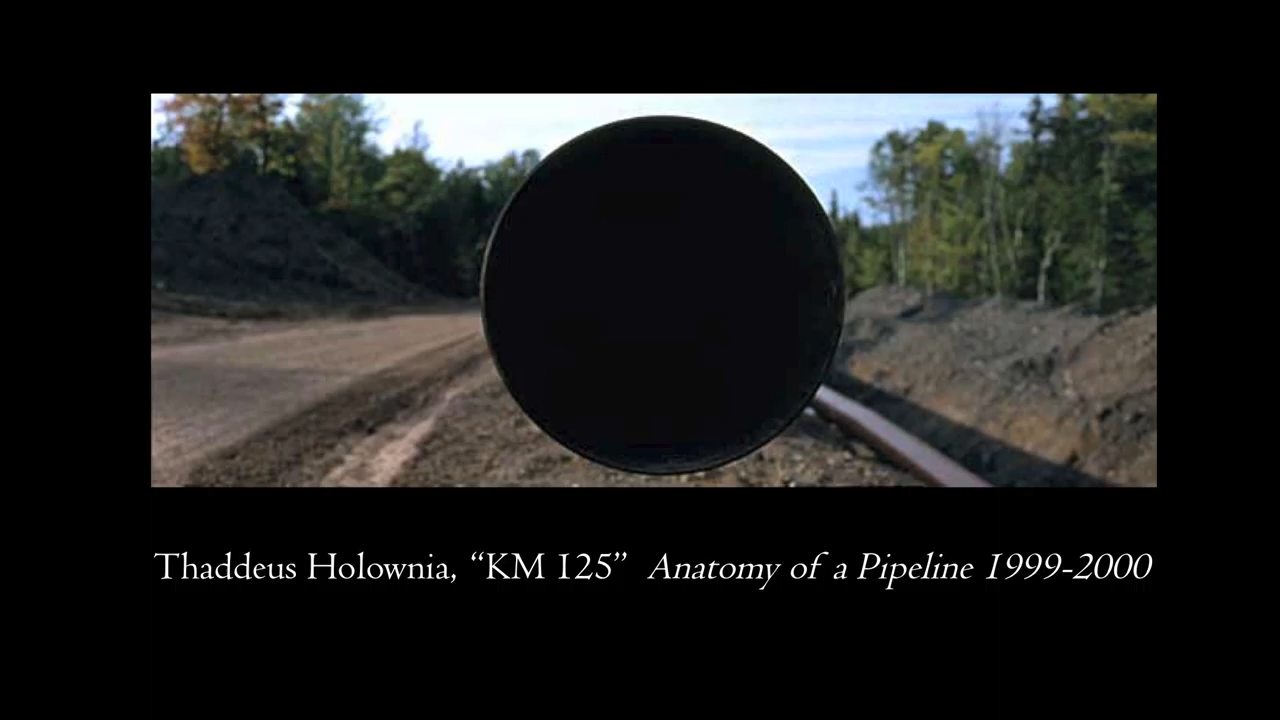 Thaddeus Holownia, “KM 125” Anatomy of a Pipeline 1999-2000